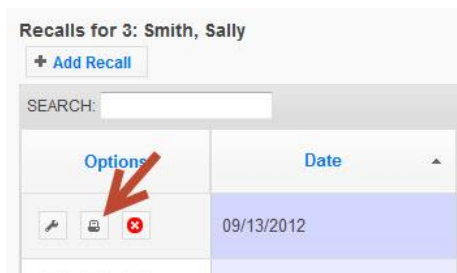 Recalls for 3: Smith, Sally
+ Add Recall
SEARCH:
Options Date
09/13/2012